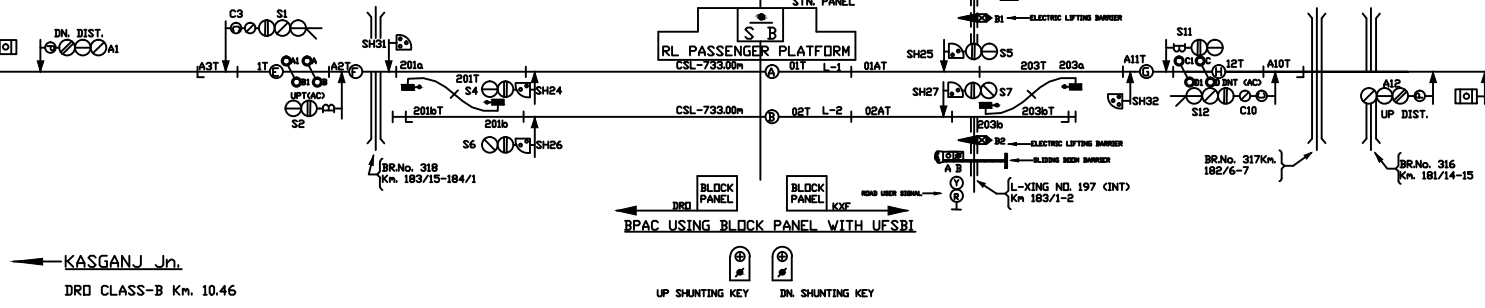 STN. PANEL
S B
RL PASSENGER PLATFORM
DN. DIST.
A1
C3
S1
SH31
A3T
1T
E
A1
A
B1
B
A2T
F
UPT(AC)
S2
201a
201T
S4
SH24
201bT
201b
S6
SH26
CSL-733.00m
A
01T
L-1
01AT
CSL-733.00m
B
02T
L-2
02AT
B1
ELECTRIC LIFTING BARRIER
SH25
S5
203T
203a
SH27
S7
203bT
203b
B2
ELECTRIC LIFTING BARRIER
SLIDING BOOM BARRIER
A B
ROAD USER SIGNAL
Y
R
L-XING NO. 197 (INT)
Km 183/1-2
A11T
G
SH32
S11
C1
C
D1
D
H
12T
A10T
DNT (AC)
S12
C10
A12
UP DIST.
BR.No. 318
Km. 183/15-184/1
BR.No. 317Km.
182/6-7
BR.No. 316
Km. 181/14-15
BLOCK
PANEL
BLOCK
PANEL
DRO
KXF
BPAC USING BLOCK PANEL WITH UFSBI
KASGANJ Jn.
DRO CLASS-B Km. 10.46
UP SHUNTING KEY
DN. SHUNTING KEY